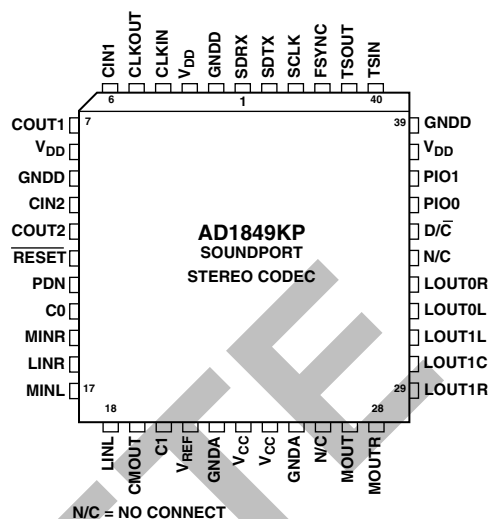 CIN1
CLKOUT
CLKIN
VDD
GNDD
SDRX
SDTX
SCLK
FSYNC
TSOUT
TSIN
6
1
40
COUT1
7
39
GNDD
VDD
VDD
GNDD
PIO1
CIN2
PIO0
COUT2
D/C̅
R̅E̅S̅E̅T̅
N/C
PDN
LOUT0R
C0
LOUT0L
MINR
LOUT1L
LINR
LOUT1C
MINL
17
29
LOUT1R
AD1849KP
SOUNDPORT
STEREO CODEC
18
28
LINL
CMOUT
C1
VREF
GNDA
VCC
VCC
GNDA
N/C
MOUT
MOUTR
N/C = NO CONNECT